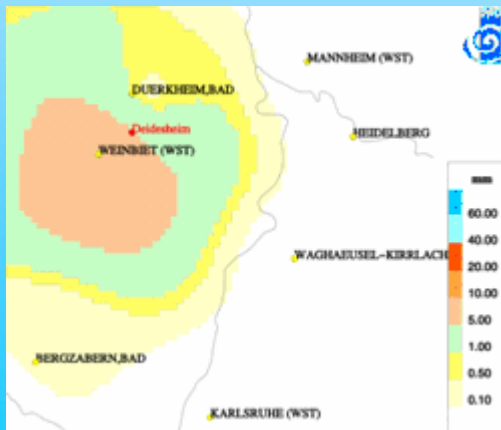 MANNHEIM (WST)
DUERKHEIM,BAD
Deidesheim
HEIDELBERG
WEINBIET (WST)
mm
60.00
40.00
WAGHAEUSEL-KIRRLACH
20.00
10.00
5.00
1.00
BERGZABERN,BAD
0.50
0.10
KARLSRUHE (WST)